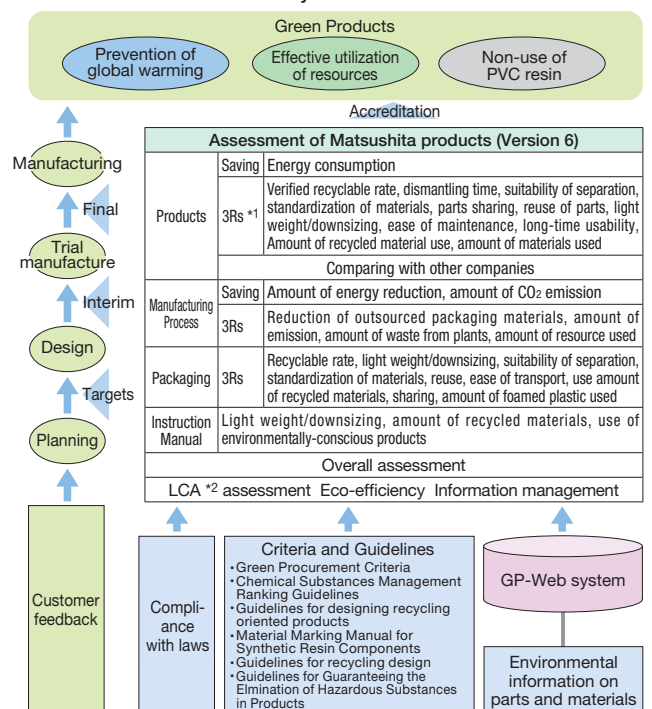 Green Products
Prevention of
global warming
Effective utilization
of resources
Non-use of
PVC resin
Accreditation
Manufacturing
Final
Trial
manufacture
Interim
Design
Targets
Planning
Customer
feedback
Assessment of Matsushita products (Version 6)
Products
Saving Energy consumption
3Rs *1
Verified recyclable rate, dismantling time, suitability of separation,
standardization of materials, parts sharing, reuse of parts, light
weight/downsizing, ease of maintenance, long-time usability,
Amount of recycled material use, amount of materials used
Comparing with other companies
Manufacturing
Process
Saving Amount of energy reduction, amount of CO2 emission
3Rs
Reduction of outsourced packaging materials, amount of
emission, amount of waste from plants, amount of resource used
Packaging
3Rs
Recyclable rate, light weight/downsizing, suitability of separation,
standardization of materials, reuse, ease of transport, use amount
of recycled materials, sharing, amount of foamed plastic used
Instruction
Manual
Light weight/downsizing, amount of recycled materials, use of
environmentally-conscious products
Overall assessment
LCA *2 assessment Eco-efficiency Information management
Compli-
ance
with laws
Criteria and Guidelines
•Green Procurement Criteria
•Chemical Substances Management
Ranking Guidelines
•Guidelines for designing recycling
oriented products
•Material Marking Manual for
Synthetic Resin Components
•Guidelines for recycling design
•Guidelines for Guaranteeing the
Elmination of Hazardous Substances
in Products
GP-Web system
Environmental
information on
parts and materials